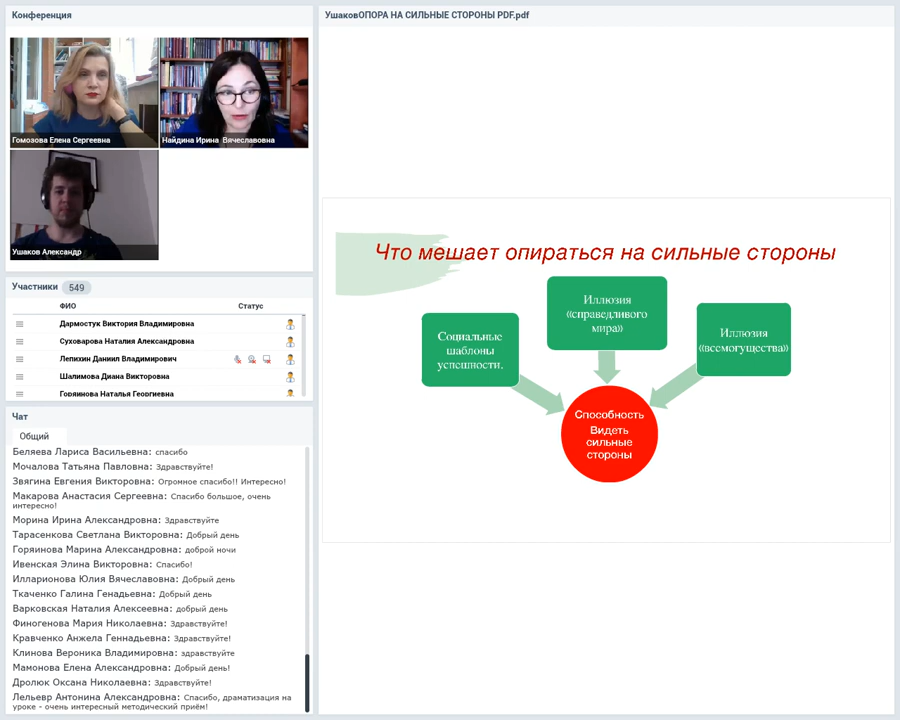 Конференция
Гомозова Елена Сергеевна
Найдина Ирина Вячеславовна
Ушаков Александр
Участники 549
ФИО Статус
Дармостук Виктория Владимировна
Суховарова Наталия Александровна
Лепихин Даниил Владимирович
Шалимова Диана Викторовна
Горяинова Наталья Георгиевна
Чат
Общий
Беляева Лариса Васильевна: спасибо
Мочалова Татьяна Павловна: Здравствуйте!
Звягина Евгения Викторовна: Огромное спасибо!! Интересно!
Макарова Анастасия Сергеевна: Спасибо большое, очень
интересно!
Морина Ирина Александровна: Здравствуйте
Тарасенкова Светлана Викторовна: Добрый день
Горяинова Марина Александровна: доброй ночи
Ивенская Элина Викторовна: Спасибо!
Илларионова Юлия Вячеславовна: Добрый день
Ткаченко Галина Генадьевна: Добрый день
Варковская Наталия Алексеевна: добрый день
Финогенова Мария Николаевна: Здравствуйте!
Кравченко Анжела Геннадьевна: Здравствуйте!
Клинова Вероника Владимировна: здравствуйте
Мамонова Елена Александровна: Добрый день!
Дролюк Оксана Николаевна: Здравствуйте!
Лельевр Антонина Александровна: Спасибо, драматизация на
уроке - очень интересный методический приём!
УшаковОПОРА НА СИЛЬНЫЕ СТОРОНЫ PDF.pdf
Что мешает опираться на сильные стороны
Социальные
шаблоны
успешности.
Иллюзия
«справедливого
мира»
Иллюзия
«всемогущества»
Способность
Видеть
сильные
стороны